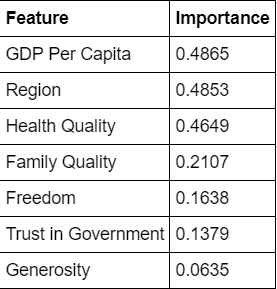 Feature Importance
GDP Per Capita 0.4865
Region 0.4853
Health Quality 0.4649
Family Quality 0.2107
Freedom 0.1638
Trust in Government 0.1379
Generosity 0.0635